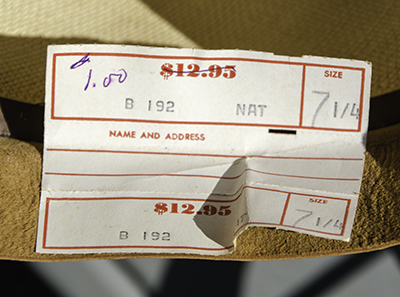 1.00 $12.95 SIZE
B 192 NAT 7 1/4
NAME AND ADDRESS
$12.95 SIZE
B 192 7 1/4